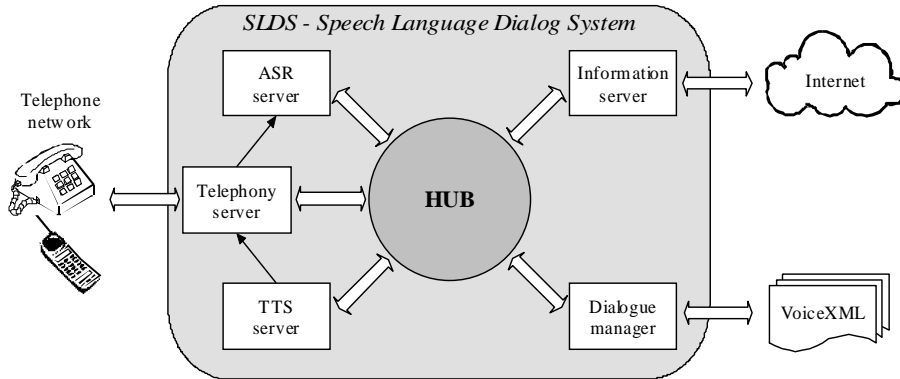 SLDS - Speech Language Dialog System
ASR
server
Information
server
Internet
Telephone
network
Telephony
server
HUB
TTS
server
Dialogue
manager
VoiceXML